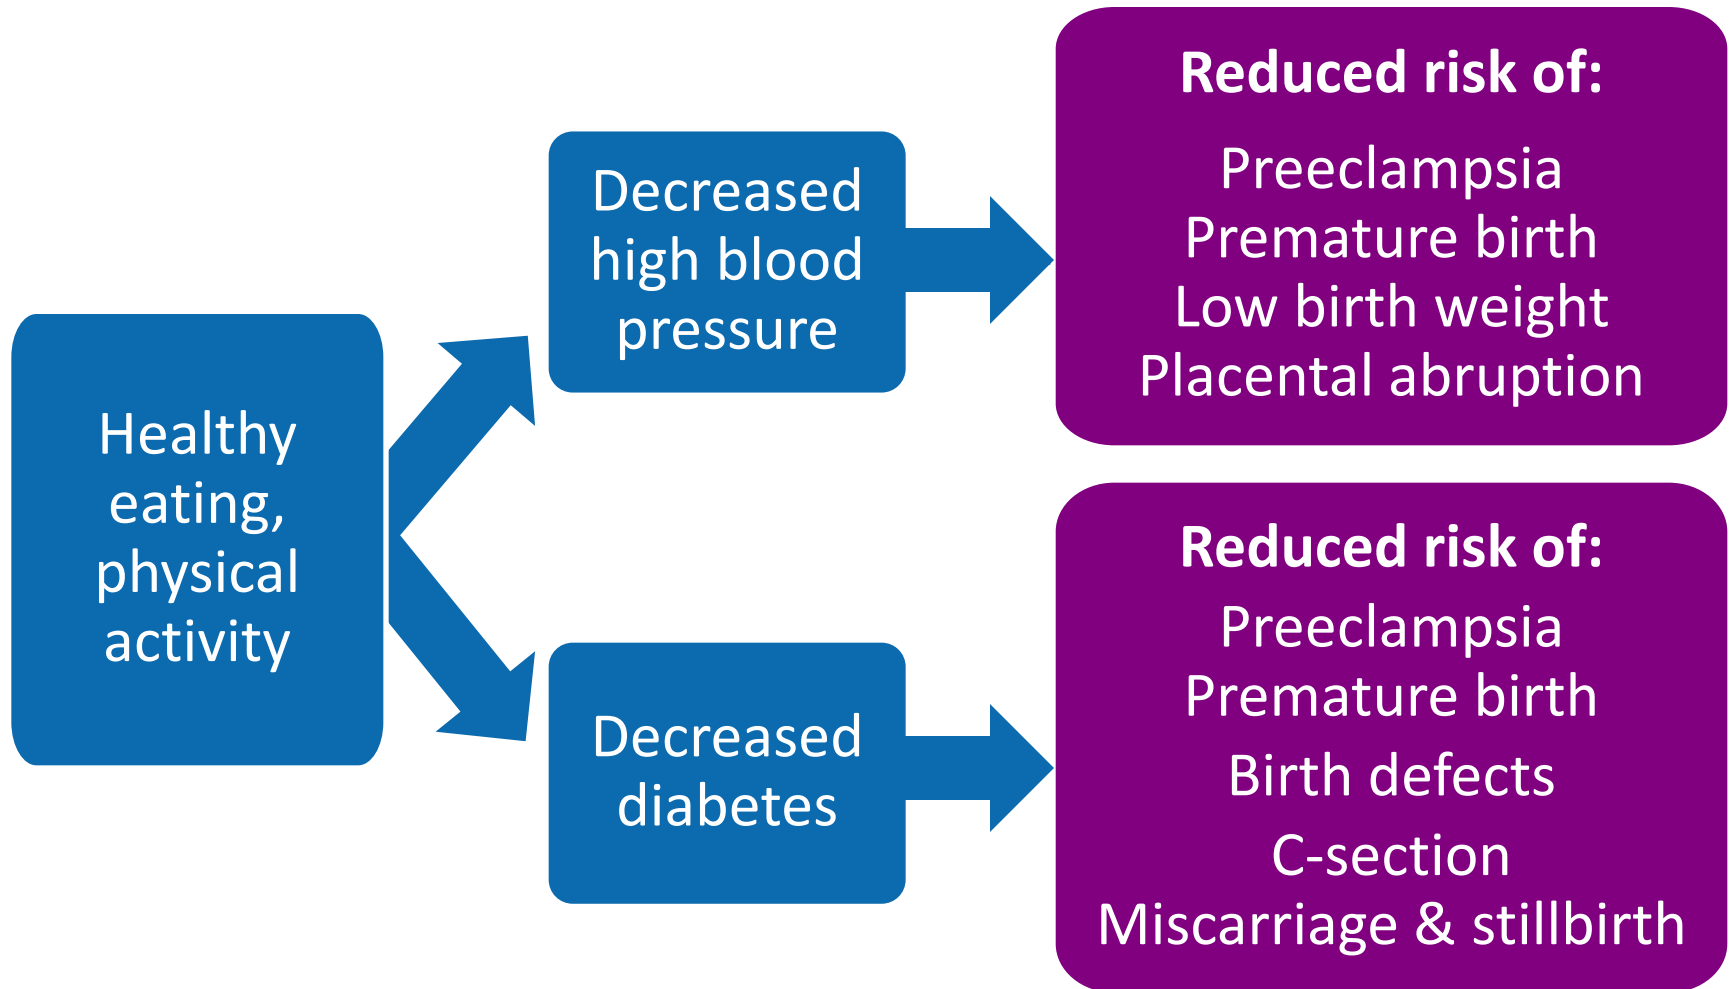 Healthy
eating,
physical
activity
Decreased
high blood
pressure
Reduced risk of:
Preeclampsia
Premature birth
Low birth weight
Placental abruption
Decreased
diabetes
Reduced risk of:
Preeclampsia
Premature birth
Birth defects
C-section
Miscarriage & stillbirth